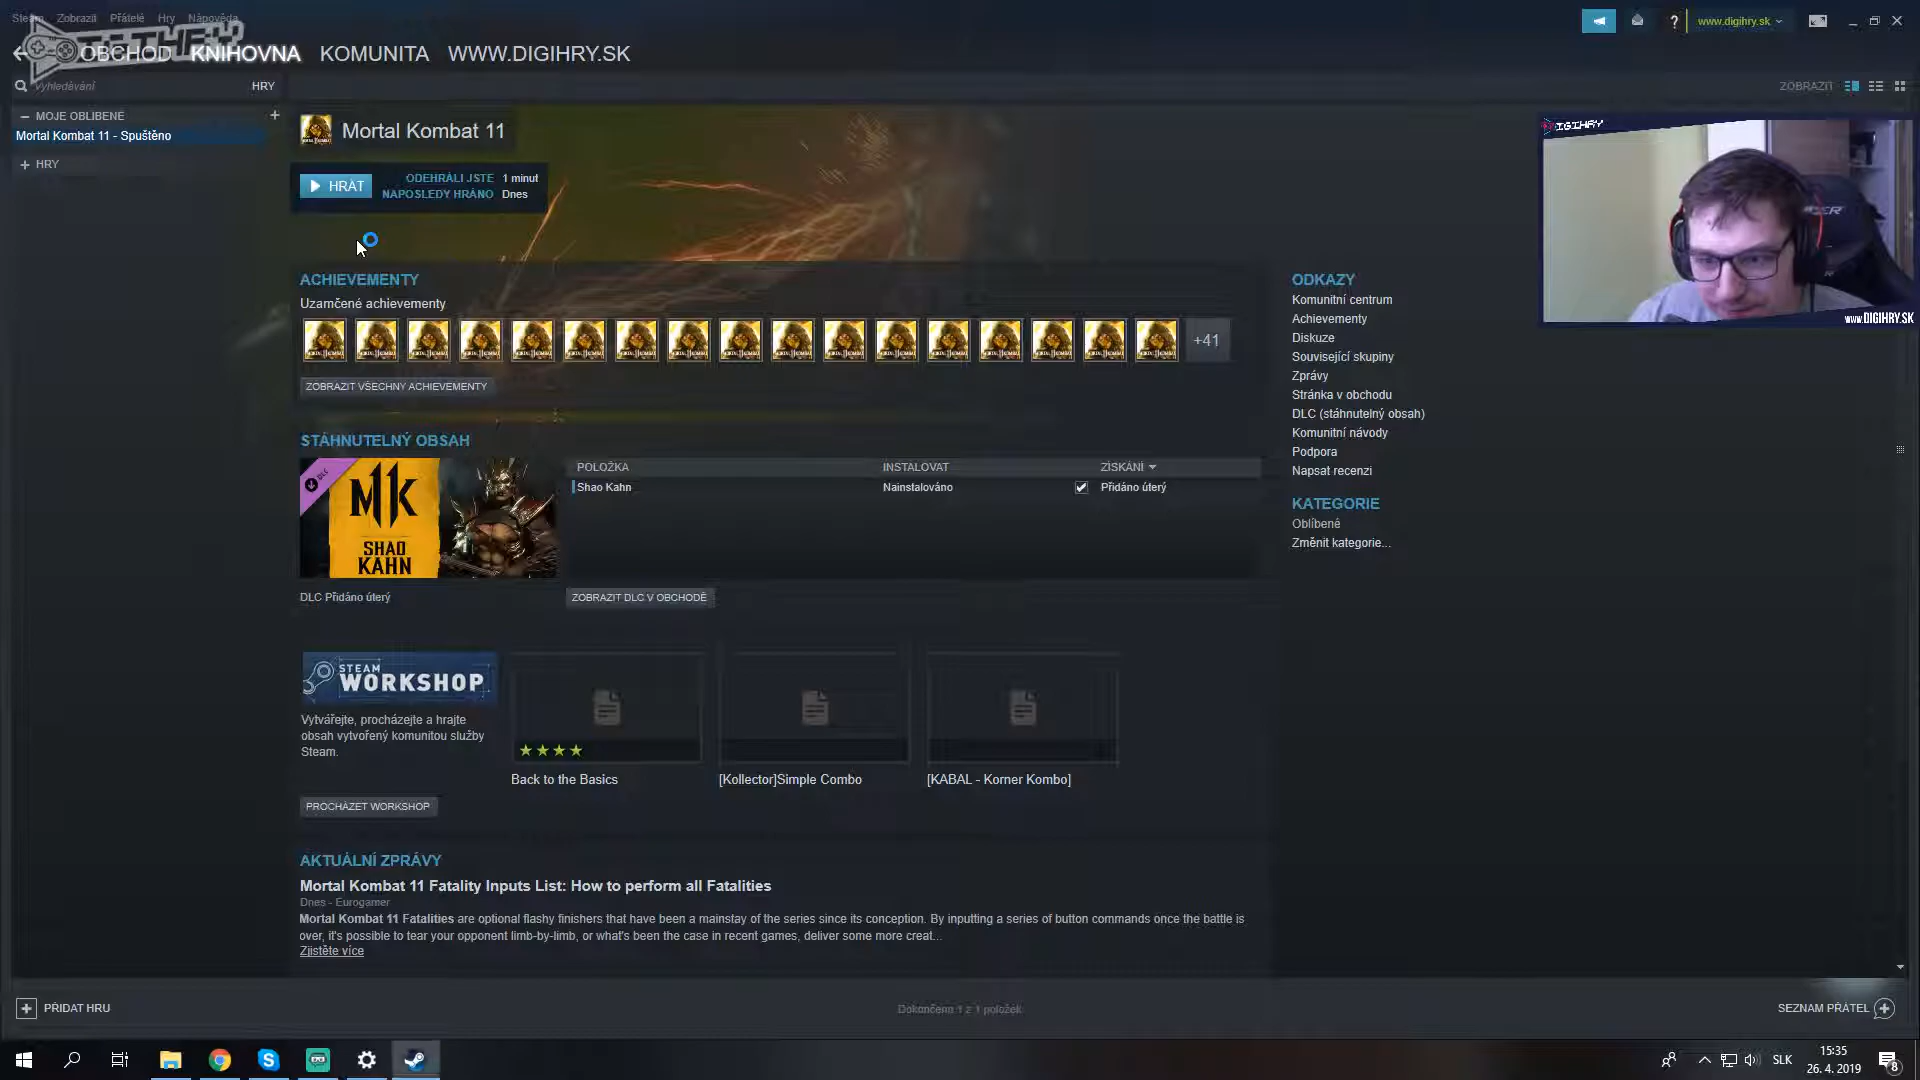 Steam Zobrazit Přátelé Hry Nápověda
www.digihry.sk
OBCHOD KNIHOVNA KOMUNITA WWW.DIGIHRY.SK
Vyhledávání HRY
ZOBRAZIT
MOJE OBLÍBENÉ
Mortal Kombat 11 - Spuštěno
HRY
Mortal Kombat 11
HRÁT
ODEHRÁLI JSTE 1 minut
NAPOSLEDY HRÁNO Dnes
DIGIHRY
www.DIGIHRY.SK
ACHIEVEMENTY
Uzamčené achievementy
+41
ZOBRAZIT VŠECHNY ACHIEVEMENTY
ODKAZY
Komunitní centrum
Achievementy
Diskuze
Související skupiny
Zprávy
Stránka v obchodu
DLC (stáhnutelný obsah)
Komunitní návody
Podpora
Napsat recenzi
KATEGORIE
Oblíbené
Změnit kategorie...
STÁHNUTELNÝ OBSAH
DLC
MK
SHAO
KAHN
POLOŽKA INSTALOVAT ZÍSKÁNÍ
Shao Kahn Nainstalováno Přidáno úterý
DLC Přidáno úterý
ZOBRAZIT DLC V OBCHODĚ
STEAM
WORKSHOP
Vytvářejte, procházejte a hrajte
obsah vytvořený komunitou služby
Steam.
Back to the Basics
[Kollector]Simple Combo
[KABAL - Korner Kombo]
PROCHÁZET WORKSHOP
AKTUÁLNÍ ZPRÁVY
Mortal Kombat 11 Fatality Inputs List: How to perform all Fatalities
Dnes - Eurogamer
Mortal Kombat 11 Fatalities are optional flashy finishers that have been a mainstay of the series since its conception. By inputting a series of button commands once the battle is
over, it's possible to tear your opponent limb-by-limb, or what's been the case in recent games, deliver some more creat...
Zjistěte více
PŘIDAT HRU
Dokončeno 1 z 1 položek
SEZNAM PŘÁTEL
SLK
15:35
26. 4. 2019
8